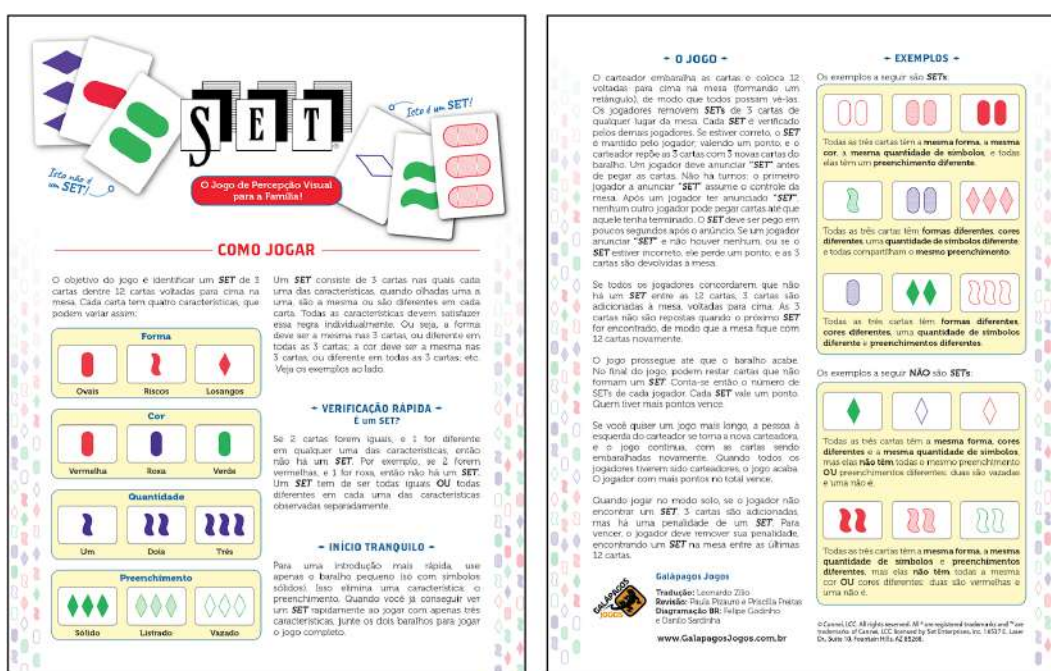 SET
Isto é um SET!
Isto não é
um SET!
O Jogo de Percepção Visual
para a Família!
COMO JOGAR
O objetivo do jogo é identificar um SET de 3
cartas dentre 12 cartas voltadas para cima na
mesa. Cada carta tem quatro características, que
podem variar assim:
Forma
Ovais Riscos Losangos
Cor
Vermelha Roxa Verde
Quantidade
Um Dois Três
Preenchimento
Sólido Listrado Vazado
Um SET consiste de 3 cartas nas quais cada
uma das características, quando olhadas uma a
uma, são a mesma ou são diferentes em cada
carta. Todas as características devem satisfazer
essa regra individualmente. Ou seja, a forma
deve ser a mesma nas 3 cartas, ou diferente em
todas as 3 cartas; a cor deve ser a mesma nas
3 cartas, ou diferente em todas as 3 cartas; etc.
Veja os exemplos ao lado.
- VERIFICAÇÃO RÁPIDA -
É um SET?
Se 2 cartas forem iguais, e 1 for diferente
em qualquer uma das características, então
não há um SET. Por exemplo, se 2 forem
vermelhas, e 1 for roxa, então não há um SET.
Um SET tem de ser todas iguais OU todas
diferentes em cada uma das características
observadas separadamente.
- INÍCIO TRANQUILO -
Para uma introdução mais rápida, use
apenas o baralho pequeno (só com símbolos
sólidos). Isso elimina uma característica: o
preenchimento. Quando você já conseguir ver
um SET rapidamente ao jogar com apenas três
características, junte os dois baralhos para jogar
o jogo completo.
- O JOGO -
O carteador embaralha as cartas e coloca 12
voltadas para cima na mesa (formando um
retângulo), de modo que todos possam vê-las.
Os jogadores removem SETs de 3 cartas de
qualquer lugar da mesa. Cada SET é verificado
pelos demais jogadores. Se estiver correto, o SET
é mantido pelo jogador, valendo um ponto, e o
carteador repõe as 3 cartas com 3 novas cartas do
baralho. Um jogador deve anunciar "SET" antes
de pegar as cartas. Não há turnos: o primeiro
jogador a anunciar "SET" assume o controle da
mesa. Após um jogador ter anunciado "SET",
nenhum outro jogador pode pegar cartas até que
aquele tenha terminado. O SET deve ser pego em
poucos segundos após o anúncio. Se um jogador
anunciar "SET" e não houver nenhum, ou se o
SET estiver incorreto, ele perde um ponto, e as 3
cartas são devolvidas à mesa.
Se todos os jogadores concordarem que não
há um SET entre as 12 cartas, 3 cartas são
adicionadas à mesa, voltadas para cima. As 3
cartas não são repostas quando o próximo SET
for encontrado, de modo que a mesa fique com
12 cartas novamente.
O jogo prossegue até que o baralho acabe.
No final do jogo, podem restar cartas que não
formam um SET. Conta-se então o número de
SETs de cada jogador. Cada SET vale um ponto.
Quem tiver mais pontos vence.
Se você quiser um jogo mais longo, a pessoa à
esquerda do carteador se torna a nova carteadora,
e o jogo continua, com as cartas sendo
embaralhadas novamente. Quando todos os
jogadores tiverem sido carteadores, o jogo acaba.
O jogador com mais pontos no total vence.
Quando jogar no modo solo, se o jogador não
encontrar um SET, 3 cartas são adicionadas,
mas há uma penalidade de um SET. Para
vencer, o jogador deve remover sua penalidade,
encontrando um SET na mesa entre as últimas
12 cartas.
GALÁPAGOS
JOGOS
Galápagos Jogos
Tradução: Leonardo Zilio
Revisão: Paula Pizauro e Priscilla Freitas
Diagramação BR: Felipe Godinho
e Danilo Sardinha
www.GalapagosJogos.com.br
- EXEMPLOS -
Os exemplos a seguir são SETs:
Todas as três cartas têm a mesma forma, a mesma
cor, a mesma quantidade de símbolos, e todas
elas têm um preenchimento diferente.
Todas as três cartas têm formas diferentes, cores
diferentes, uma quantidade de símbolos diferente
e todas compartilham o mesmo preenchimento.
Todas as três cartas têm formas diferentes,
cores diferentes, uma quantidade de símbolos
diferente e preenchimentos diferentes.
Os exemplos a seguir NÃO são SETs:
Todas as três cartas têm a mesma forma, cores
diferentes e a mesma quantidade de símbolos,
mas elas não têm todas o mesmo preenchimento
OU preenchimentos diferentes: duas são vazadas
e uma não é.
Todas as três cartas têm a mesma forma, a mesma
quantidade de símbolos e preenchimentos
diferentes, mas elas não têm todas a mesma
cor OU cores diferentes: duas são vermelhas e
uma não é.
© Cannei, LCC. All rights reserved. All ® are registered trademarks and ™ are
trademarks of Cannei, LCC licensed by Set Enterprises, Inc. 16537 E. Laser
Dr., Suite 10, Fountain Hills, AZ 85268.